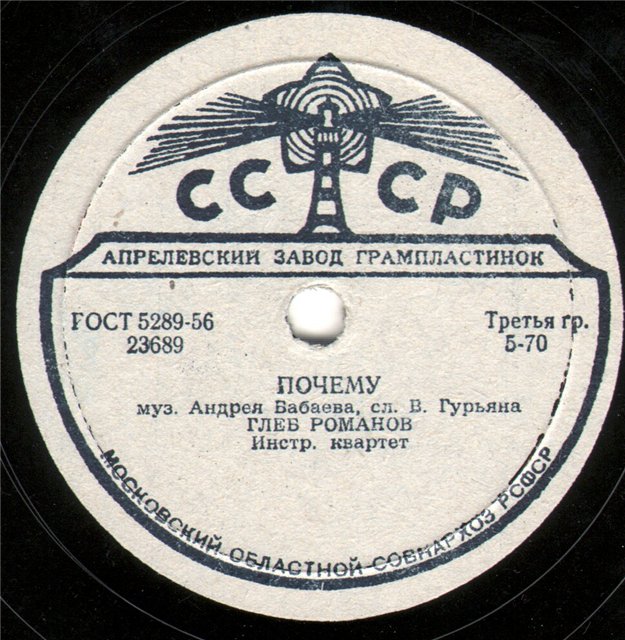 СССР
АПРЕЛЕВСКИЙ ЗАВОД ГРАМПЛАСТИНОК
ГОСТ 5289-56
23689
Третья гр.
5-70
ПОЧЕМУ
муз. Андрея Бабаева, сл. В. Гурьяна
ГЛЕБ РОМАНОВ
Инстр. квартет
МОСКОВСКИЙ ОБЛАСТНОЙ СОВНАРХОЗ РСФСР